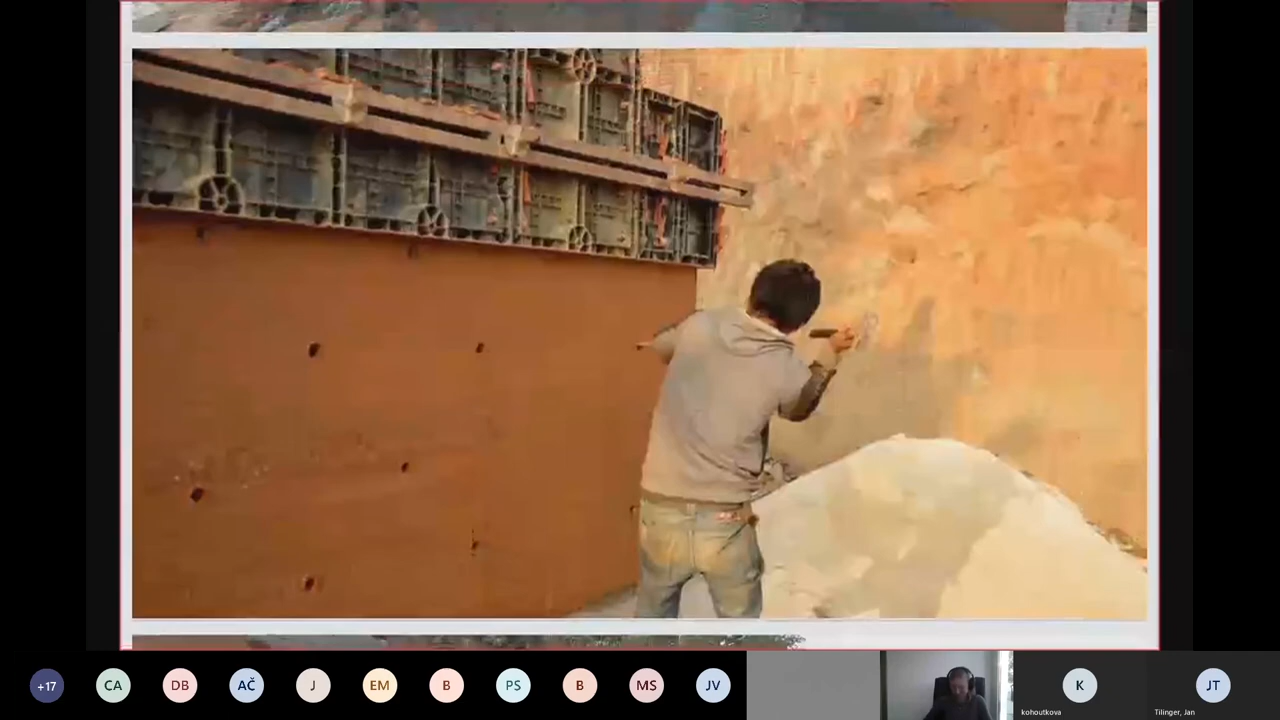 +17
CA
DB
AČ
J
EM
B
PS
B
MS
JV
K
JT
kohoutkova
Tilinger, Jan